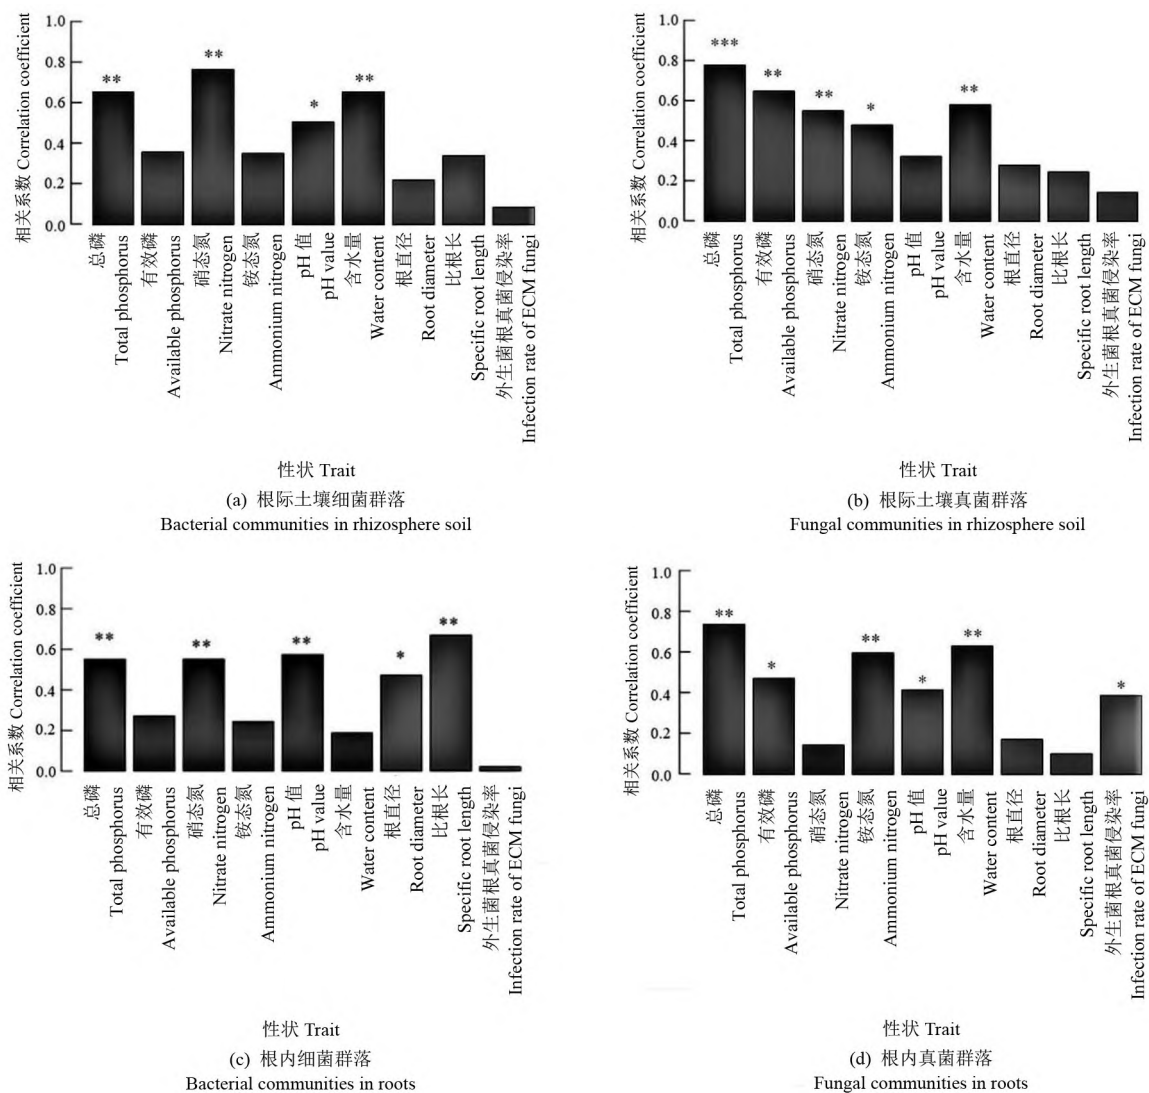 相关系数 Correlation coefficient
1.0
0.8
0.6
0.4
0.2
0.0
**
**
*
**
总磷
Total phosphorus
有效磷
Available phosphorus
硝态氮
Nitrate nitrogen
铵态氮
Ammonium nitrogen
pH 值
pH value
含水量
Water content
根直径
Root diameter
比根长
Specific root length
外生菌根真菌侵染率
Infection rate of ECM fungi
性状 Trait
(a) 根际土壤细菌群落
Bacterial communities in rhizosphere soil
相关系数 Correlation coefficient
1.0
0.8
0.6
0.4
0.2
0.0
***
**
**
*
**
总磷
Total phosphorus
有效磷
Available phosphorus
硝态氮
Nitrate nitrogen
铵态氮
Ammonium nitrogen
pH 值
pH value
含水量
Water content
根直径
Root diameter
比根长
Specific root length
外生菌根真菌侵染率
Infection rate of ECM fungi
性状 Trait
(b) 根际土壤真菌群落
Fungal communities in rhizosphere soil
相关系数 Correlation coefficient
1.0
0.8
0.6
0.4
0.2
0.0
**
**
**
*
**
总磷
Total phosphorus
有效磷
Available phosphorus
硝态氮
Nitrate nitrogen
铵态氮
Ammonium nitrogen
pH 值
pH value
含水量
Water content
根直径
Root diameter
比根长
Specific root length
外生菌根真菌侵染率
Infection rate of ECM fungi
性状 Trait
(c) 根内细菌群落
Bacterial communities in roots
相关系数 Correlation coefficient
1.0
0.8
0.6
0.4
0.2
0.0
**
*
**
*
**
*
总磷
Total phosphorus
有效磷
Available phosphorus
硝态氮
Nitrate nitrogen
铵态氮
Ammonium nitrogen
pH 值
pH value
含水量
Water content
根直径
Root diameter
比根长
Specific root length
外生菌根真菌侵染率
Infection rate of ECM fungi
性状 Trait
(d) 根内真菌群落
Fungal communities in roots